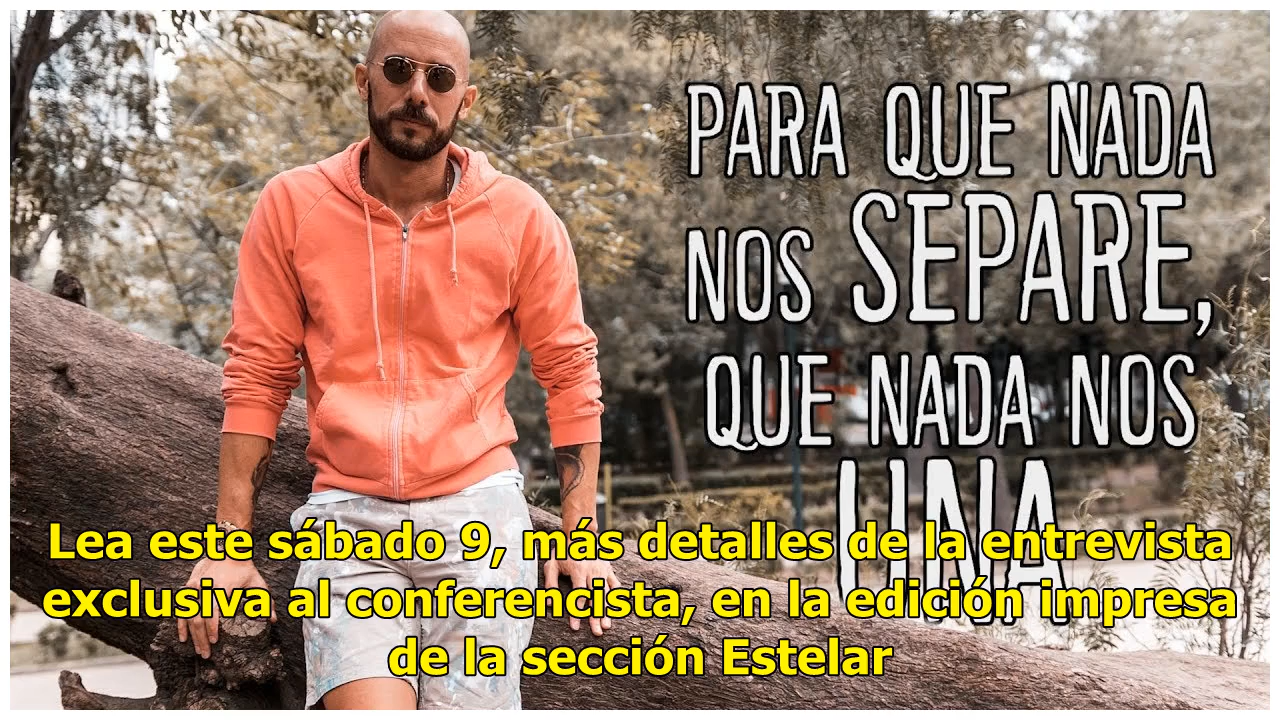 PARA QUE NADA
NOS SEPARE,
QUE NADA NOS
UNA
Lea este sábado 9, más detalles de la entrevista
exclusiva al conferencista, en la edición impresa
de la sección Estelar